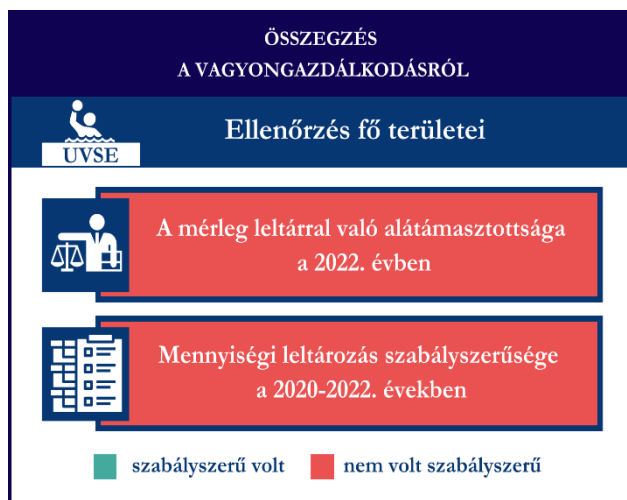 ÖSSZEGZÉS
A VAGYONGAZDÁLKODÁSRÓL
UVSE
Ellenőrzés fő területei
A mérleg leltárral való alátámasztottsága
a 2022. évben
Mennyiségi leltározás szabályszerűsége
a 2020-2022. években
szabályszerű volt
nem volt szabályszerű